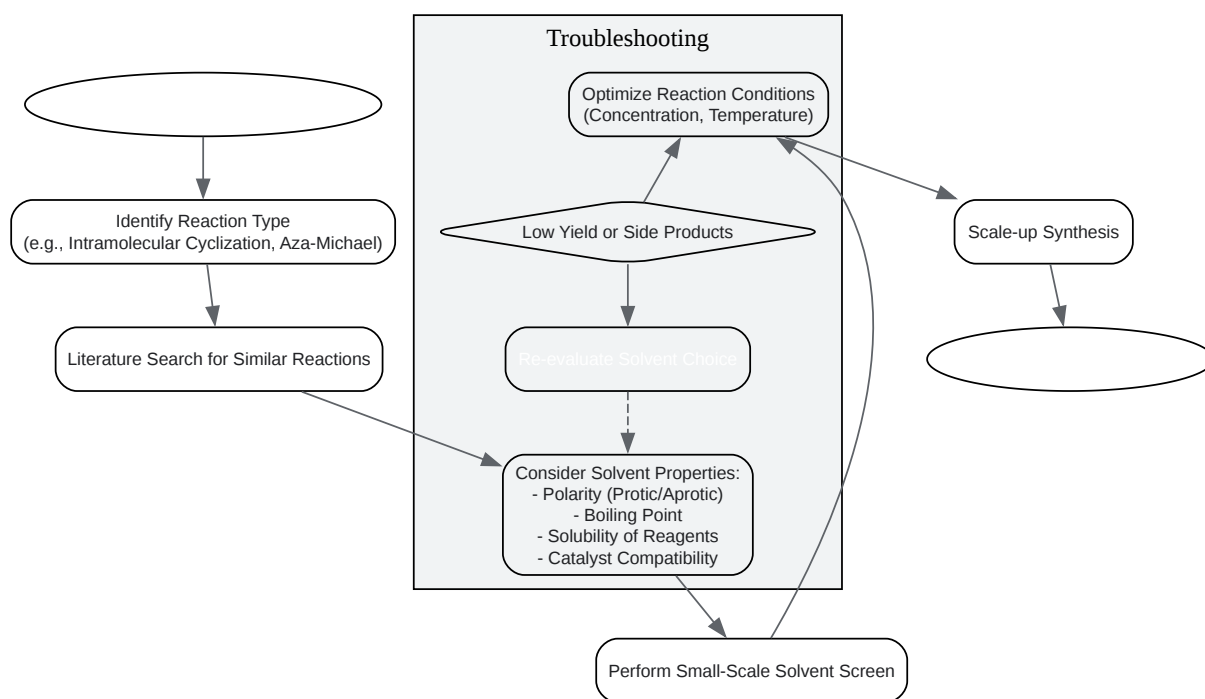 Troubleshooting
Optimize Reaction Conditions
(Concentration, Temperature)
Identify Reaction Type
(e.g., Intramolecular Cyclization, Aza-Michael)
Low Yield or Side Products
Scale-up Synthesis
Literature Search for Similar Reactions
Re-evaluate Solvent Choice
Consider Solvent Properties:
- Polarity (Protic/Aprotic)
- Boiling Point
- Solubility of Reagents
- Catalyst Compatibility
Perform Small-Scale Solvent Screen